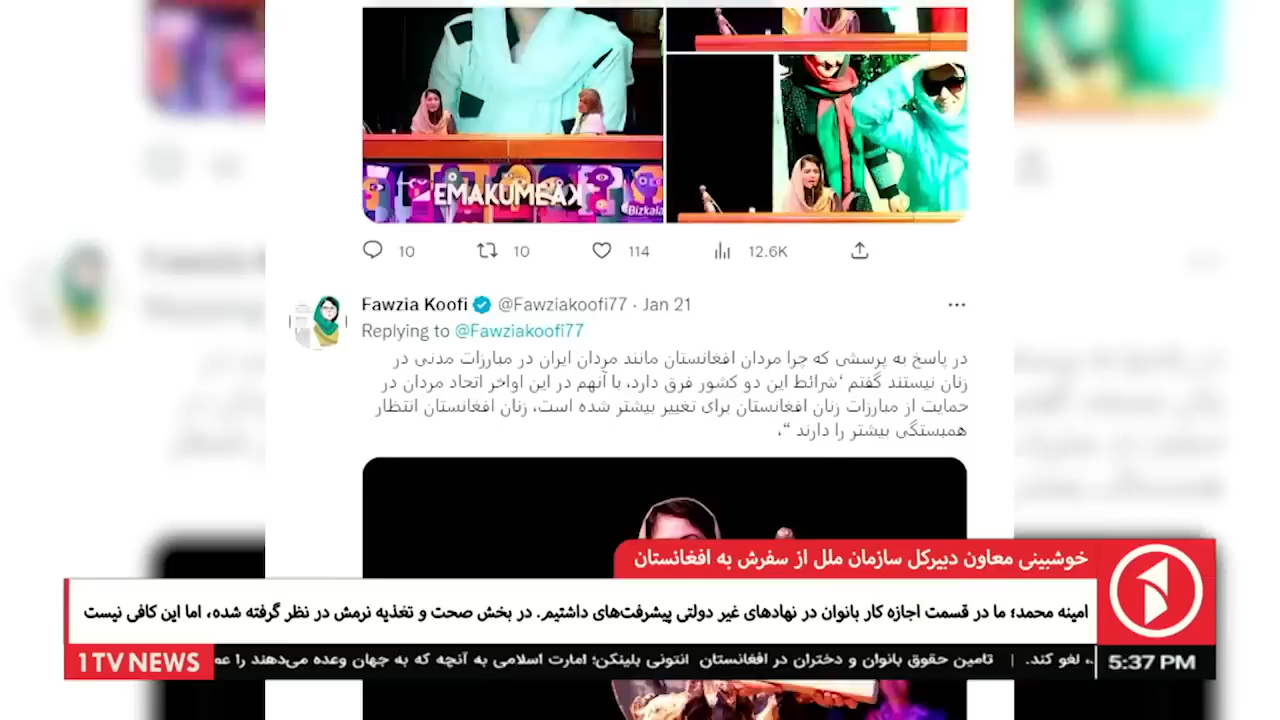 EMAKUMEAK
Bizkaia
10
10
114
12.6K
Fawzia Koofi @Fawziakoofi77 · Jan 21
Replying to @Fawziakoofi77
در پاسخ به پرسشی که چرا مردان افغانستان مانند مردان ایران در مبارزات مدنی در
زنان نیستند گفتم ‘شرائط این دو کشور فرق دارد، با آنهم در این اواخر اتحاد مردان در
حمایت از مبارزات زنان افغانستان برای تغییر بیشتر شده است، زنان افغانستان انتظار
همبستگی بیشتر را دارند “،
خوشبینی معاون دبیرکل سازمان ملل از سفرش به افغانستان
امینه محمد؛ ما در قسمت اجازه کار بانوان در نهادهای غیر دولتی پیشرفت‌های داشتیم. در بخش صحت و تغذیه نرمش در نظر گرفته شده، اما این کافی نیست
1TV NEWS
، لغو کند. | تامین حقوق بانوان و دختران در افغانستان انتونی بلینکن؛ امارت اسلامی به آنچه که به جهان وعده می‌دهند را عم
5:37 PM